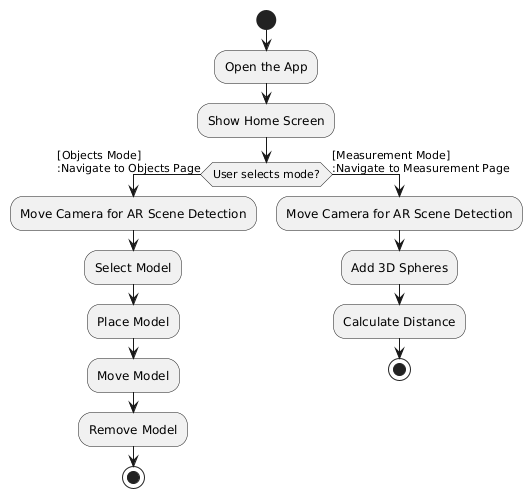 Open the App
Show Home Screen
User selects mode?
[Objects Mode]
:Navigate to Objects Page
Move Camera for AR Scene Detection
Select Model
Place Model
Move Model
Remove Model
[Measurement Mode]
:Navigate to Measurement Page
Move Camera for AR Scene Detection
Add 3D Spheres
Calculate Distance